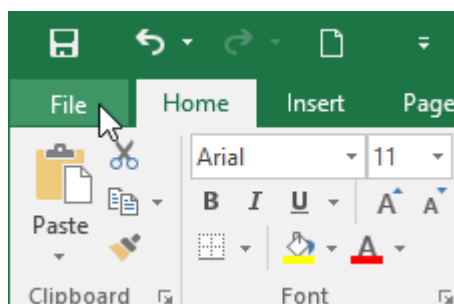 File Home Insert Page
Arial 11
B I U A A
Paste
A
Clipboard Font